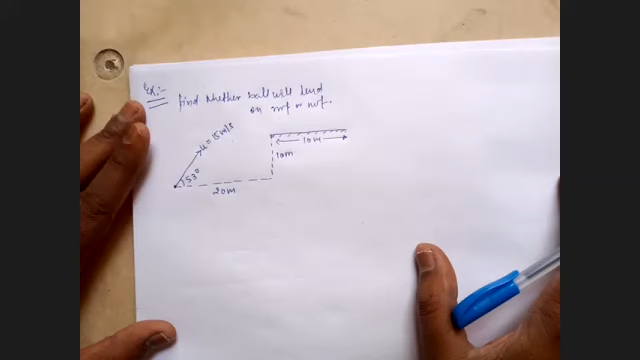 Ex:-
find whether ball will land
on roof or not.
u = 15 m/s
53°
20m
10m
10m